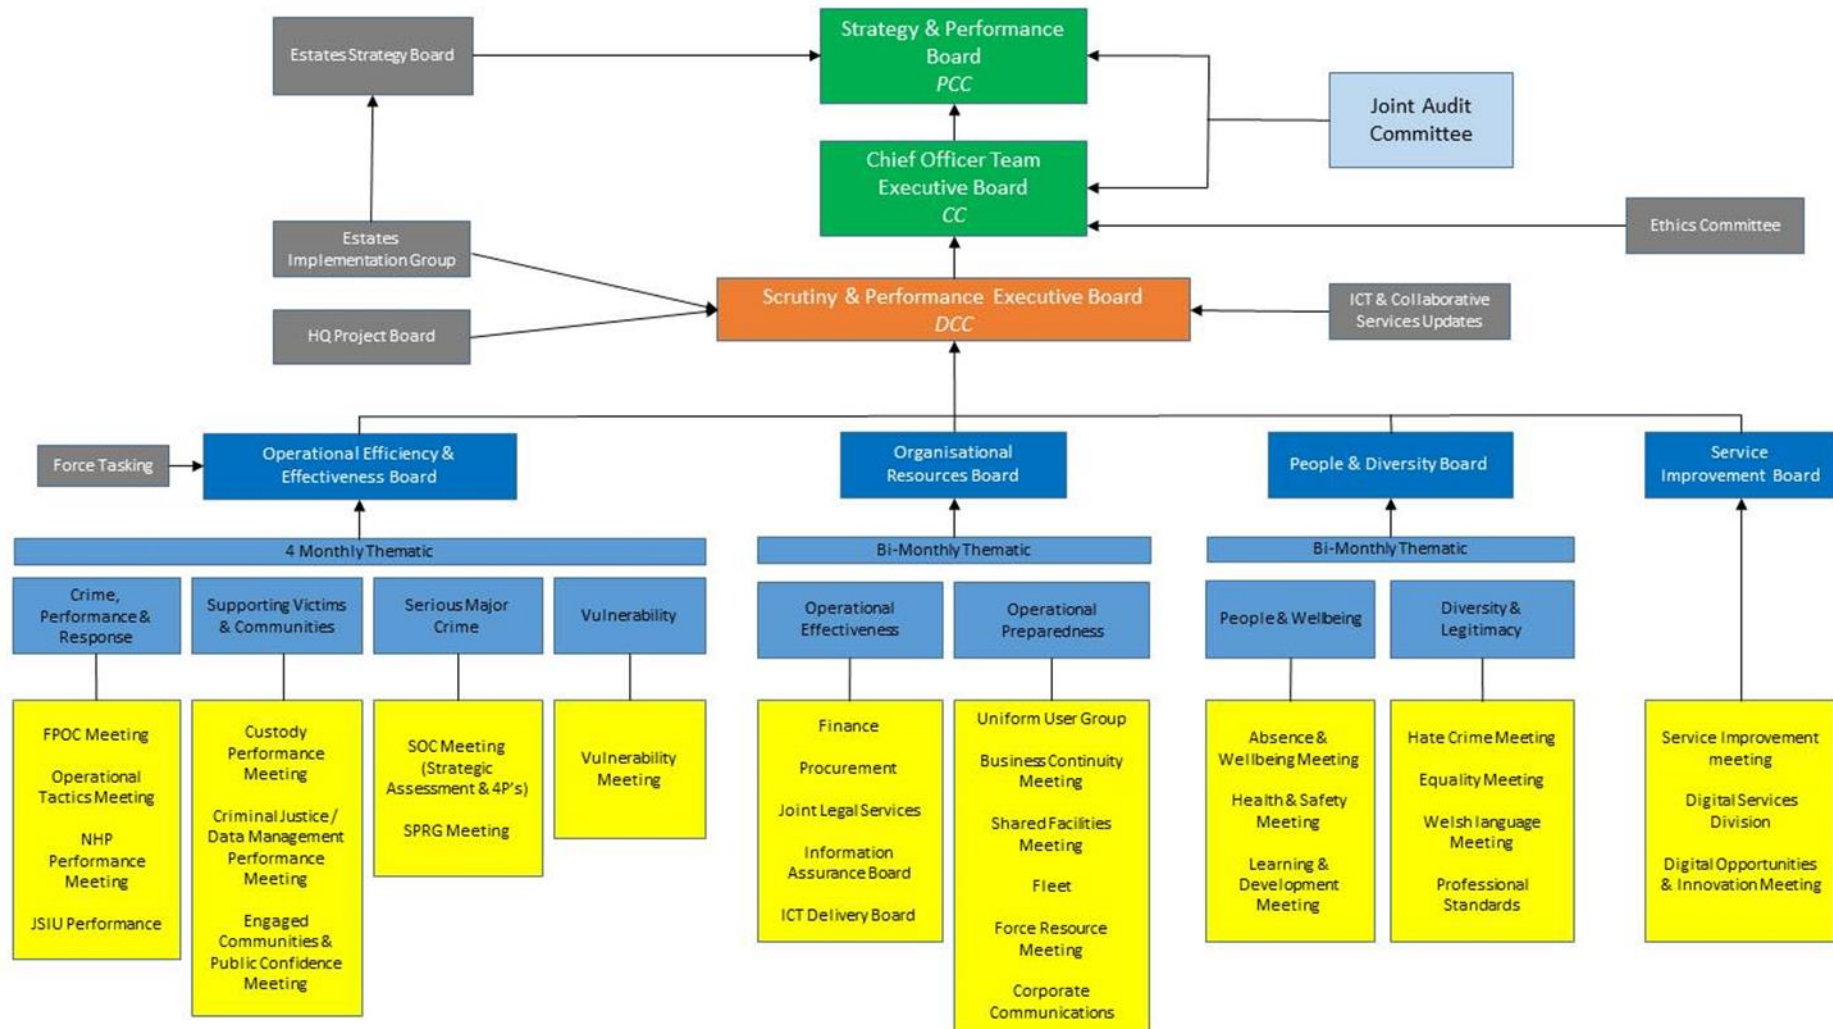 Strategy & Performance
Board
PCC
Estates Strategy Board
Joint Audit
Committee
Chief Officer Team
Executive Board
CC
Estates
Implementation Group
Ethics Committee
Scrutiny & Performance Executive Board
DCC
ICT & Collaborative
Services Updates
HQ Project Board
Force Tasking
Operational Efficiency &
Effectiveness Board
Organisational
Resources Board
People & Diversity Board
Service
Improvement Board
4 Monthly Thematic
Bi-Monthly Thematic
Bi-Monthly Thematic
Crime,
Performance &
Response
Supporting Victims
& Communities
Serious Major
Crime
Vulnerability
Operational
Effectiveness
Operational
Preparedness
People & Wellbeing
Diversity &
Legitimacy
FPOC Meeting
Operational
Tactics Meeting
NHP
Performance
Meeting
JSIU Performance
Custody
Performance
Meeting
Criminal Justice /
Data Management
Performance
Meeting
Engaged
Communities &
Public Confidence
Meeting
SOC Meeting
(Strategic
Assessment & 4P's)
SPRG Meeting
Vulnerability
Meeting
Finance
Procurement
Joint Legal Services
Information
Assurance Board
ICT Delivery Board
Uniform User Group
Business Continuity
Meeting
Shared Facilities
Meeting
Fleet
Force Resource
Meeting
Corporate
Communications
Absence &
Wellbeing Meeting
Health & Safety
Meeting
Learning &
Development
Meeting
Hate Crime Meeting
Equality Meeting
Welsh language
Meeting
Professional
Standards
Service Improvement
meeting
Digital Services
Division
Digital Opportunities
& Innovation Meeting